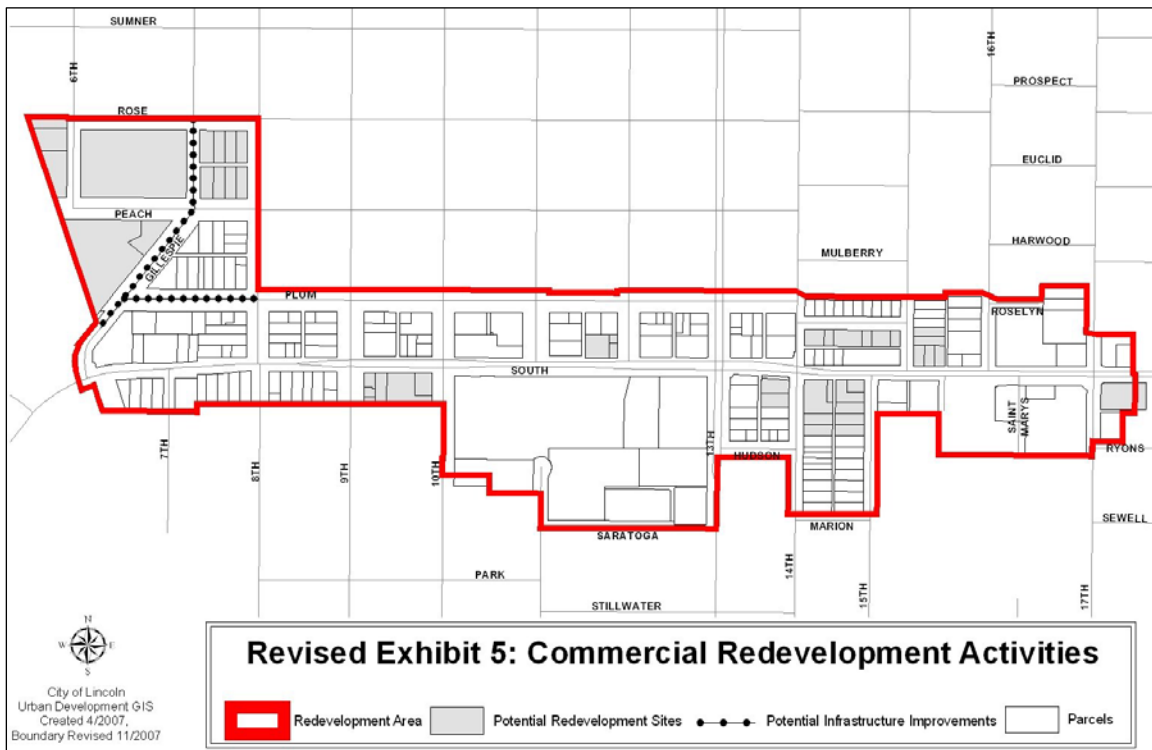 SUMNER
6TH
16TH
PROSPECT
ROSE
EUCLID
PEACH
GILLESPIE
HARWOOD
MULBERRY
PLUM
ROSELYN
SOUTH
SAINT
MARYS
7TH
8TH
9TH
10TH
13TH
HUDSON
RYONS
MARION
SEWELL
SARATOGA
PARK
14TH
15TH
17TH
STILLWATER
N
W E
S
City of Lincoln
Urban Development GIS
Created 4/2007,
Boundary Revised 11/2007
Revised Exhibit 5: Commercial Redevelopment Activities
Redevelopment Area Potential Redevelopment Sites Potential Infrastructure Improvements Parcels